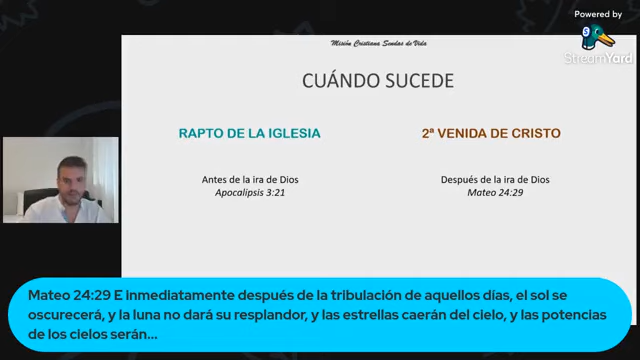 Powered by
StreamYard
Misión Cristiana Sendas de Vida
CUÁNDO SUCEDE
RAPTO DE LA IGLESIA
2ª VENIDA DE CRISTO
Antes de la ira de Dios
Apocalipsis 3:21
Después de la ira de Dios
Mateo 24:29
Mateo 24:29 E inmediatamente después de la tribulación de aquellos días, el sol se
oscurecerá, y la luna no dará su resplandor, y las estrellas caerán del cielo, y las potencias
de los cielos serán...